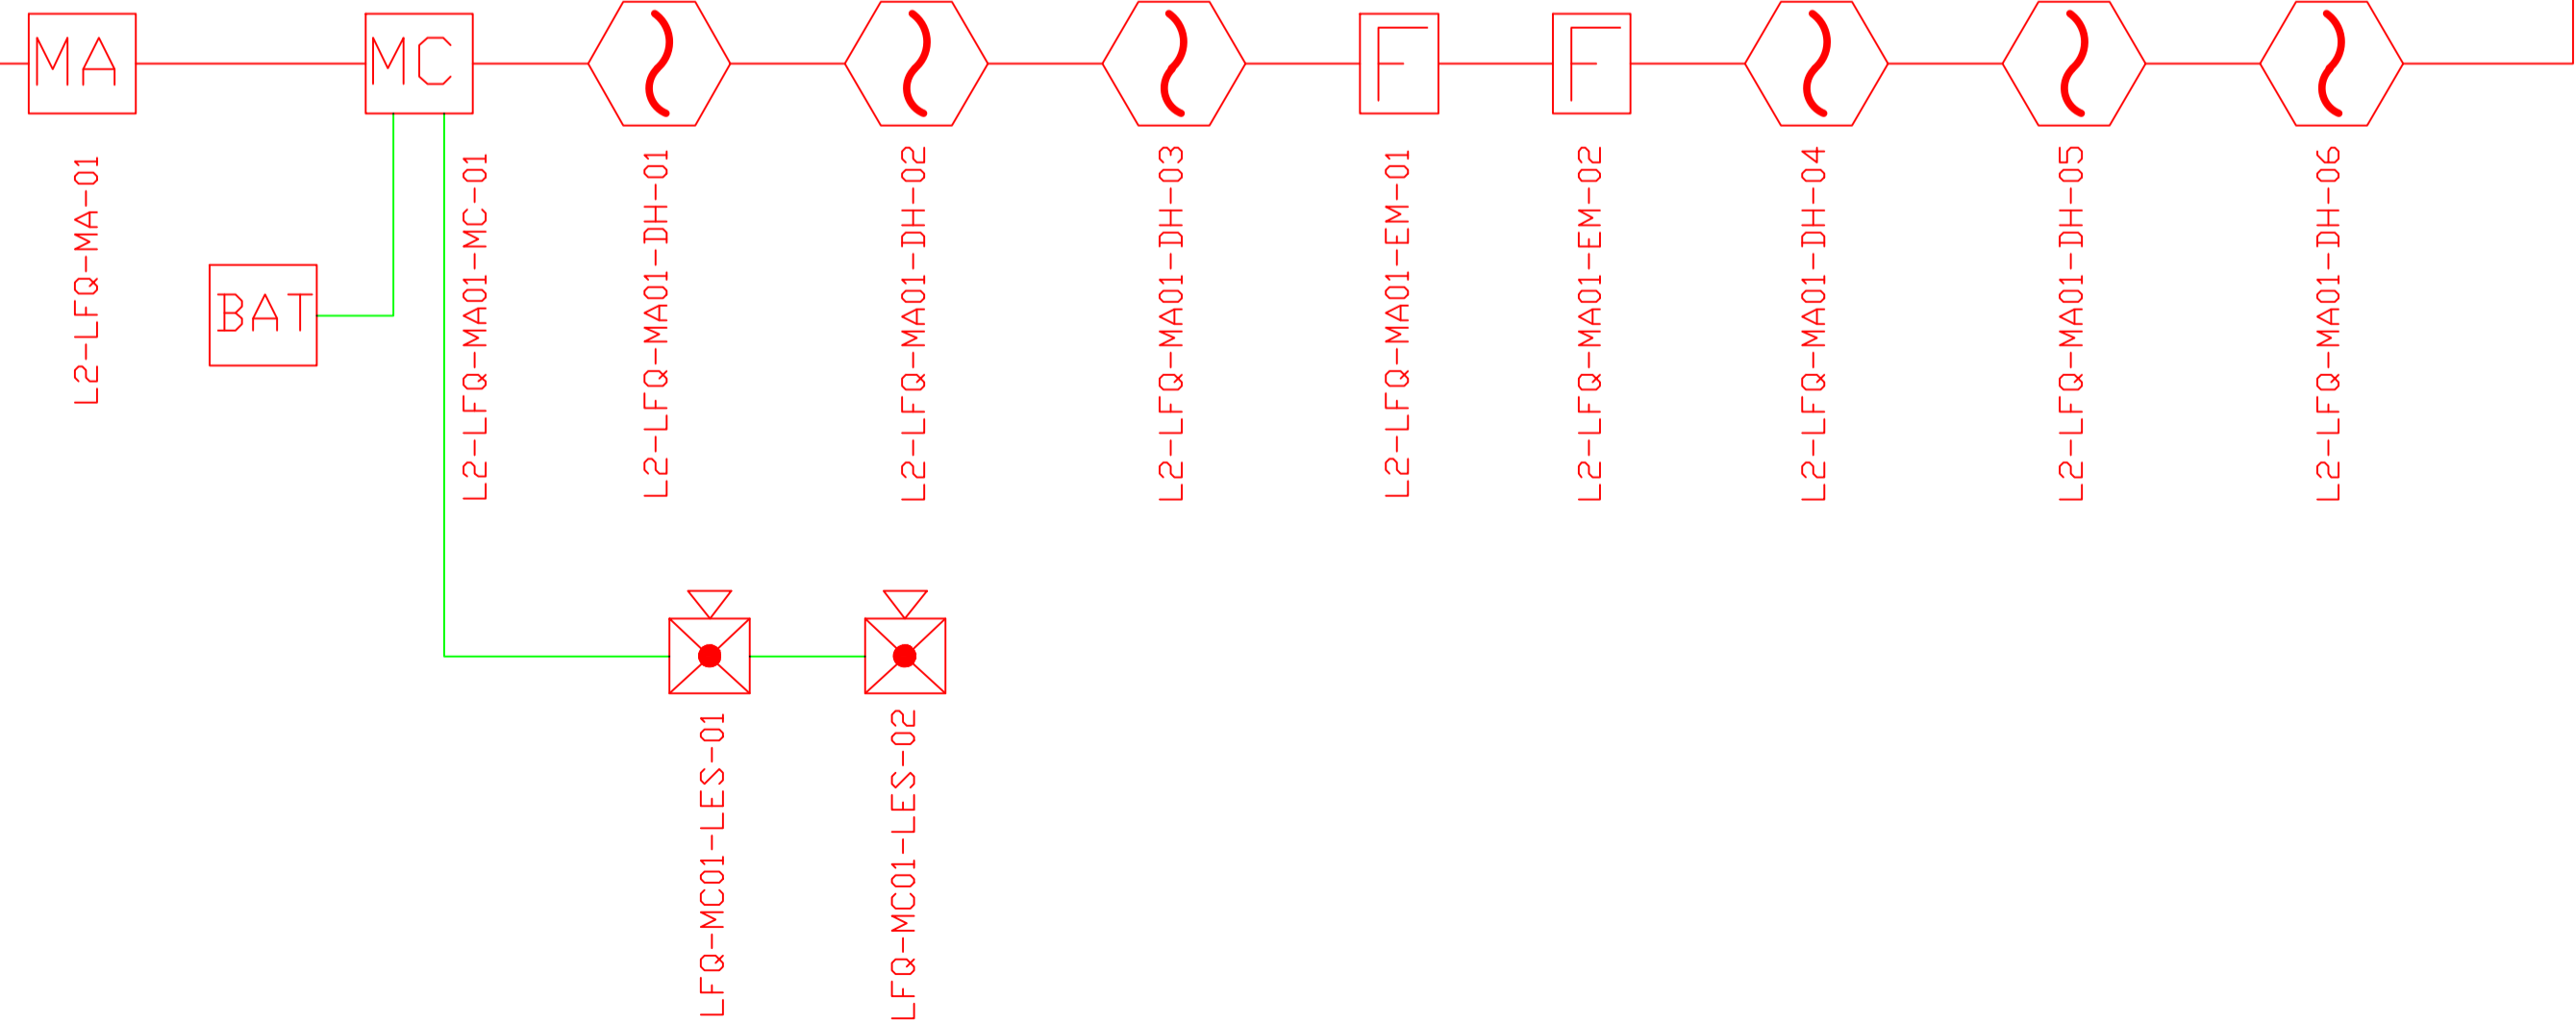 MA
MC
F
F
L2-LFQ-MA-01
L2-LFQ-MA01-MC-01
L2-LFQ-MA01-DH-01
L2-LFQ-MA01-DH-02
L2-LFQ-MA01-DH-03
L2-LFQ-MA01-EM-01
L2-LFQ-MA01-EM-02
L2-LFQ-MA01-DH-04
L2-LFQ-MA01-DH-05
L2-LFQ-MA01-DH-06
BAT
LFQ-MC01-LES-01
LFQ-MC01-LES-02